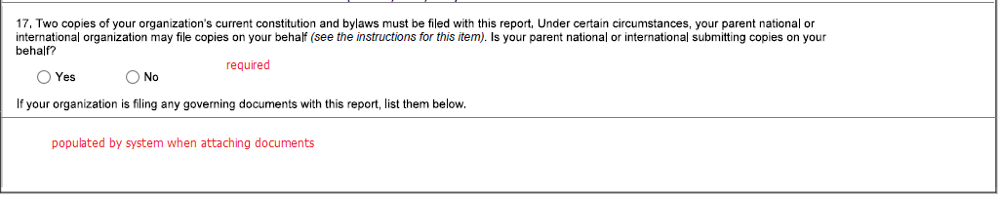 17. Two copies of your organization's current constitution and bylaws must be filed with this report. Under certain circumstances, your parent national or
international organization may file copies on your behalf (see the instructions for this item). Is your parent national or international submitting copies on your
behalf?
required
Yes No
If your organization is filing any governing documents with this report, list them below.
populated by system when attaching documents